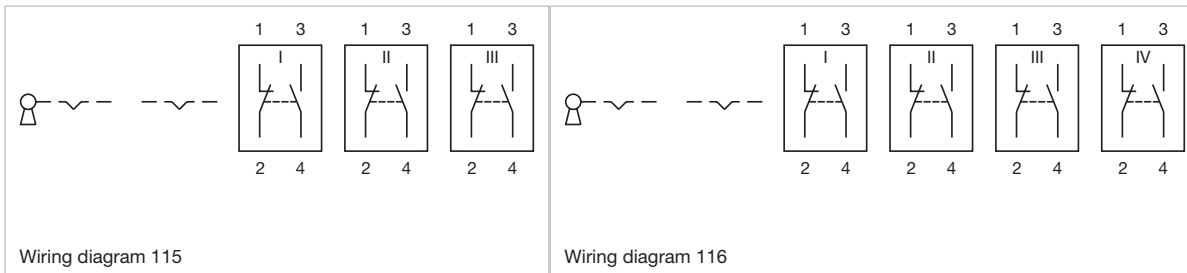 1 3 1 3 1 3
I II III
2 4 2 4 2 4
Wiring diagram 115
1 3 1 3 1 3 1 3
I II III IV
2 4 2 4 2 4 2 4
Wiring diagram 116